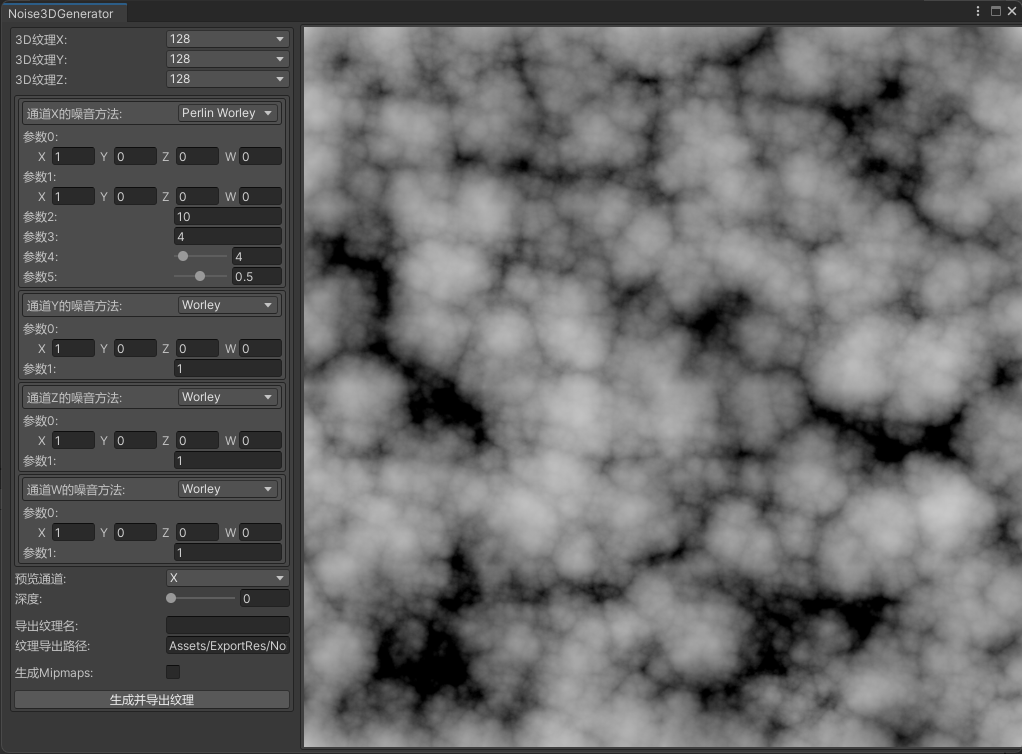 Noise3DGenerator
3D纹理X: 128
3D纹理Y: 128
3D纹理Z: 128
通道X的噪音方法: Perlin Worley
参数0:
X 1 Y 0 Z 0 W 0
参数1:
X 1 Y 0 Z 0 W 0
参数2: 10
参数3: 4
参数4: 4
参数5: 0.5
通道Y的噪音方法: Worley
参数0:
X 1 Y 0 Z 0 W 0
参数1: 1
通道Z的噪音方法: Worley
参数0:
X 1 Y 0 Z 0 W 0
参数1: 1
通道W的噪音方法: Worley
参数0:
X 1 Y 0 Z 0 W 0
参数1: 1
预览通道: X
深度: 0
导出纹理名:
纹理导出路径: Assets/ExportRes/No
生成Mipmaps:
生成并导出纹理